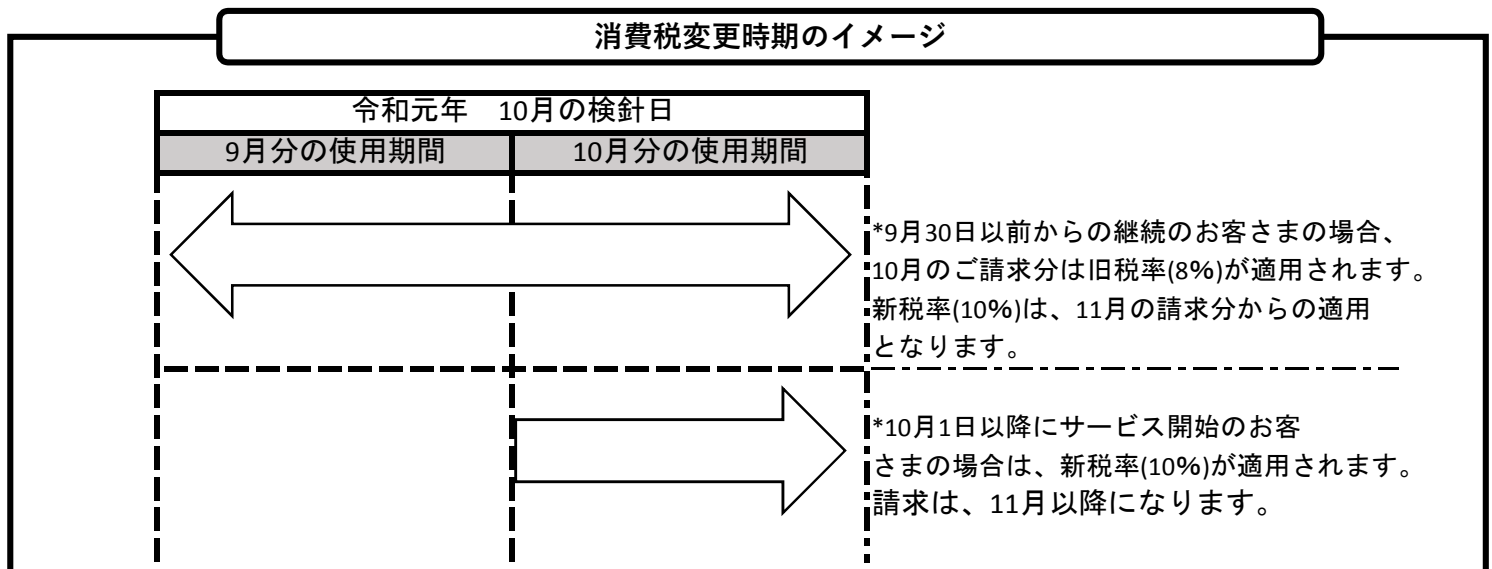 消費税変更時期のイメージ
令和元年　10月の検針日
9月分の使用期間　10月分の使用期間
*9月30日以前からの継続のお客さまの場合、
10月のご請求分は旧税率(8%)が適用されます。
新税率(10%)は、11月の請求分からの適用
となります。
*10月1日以降にサービス開始のお客
さまの場合は、新税率(10%)が適用されます。
請求は、11月以降になります。